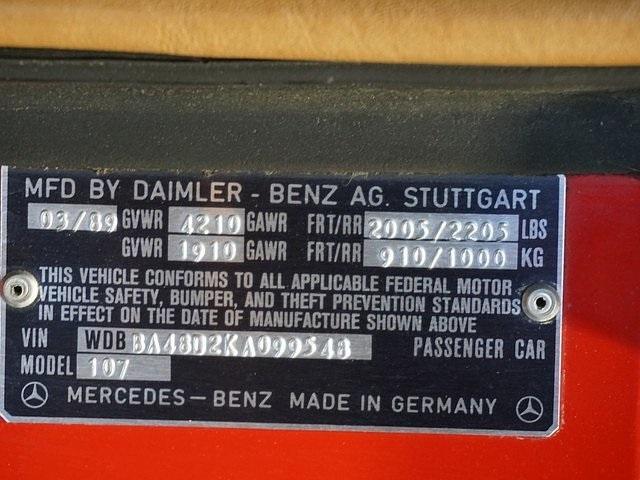 MFD BY DAIMLER - BENZ AG. STUTTGART
03/89 GVWR 4210 GAWR FRT/RR 2005/2205 LBS
GVWR 1910 GAWR FRT/RR 910/1000 KG
THIS VEHICLE CONFORMS TO ALL APPLICABLE FEDERAL MOTOR
VEHICLE SAFETY, BUMPER, AND THEFT PREVENTION STANDARDS
IN EFFECT ON THE DATE OF MANUFACTURE SHOWN ABOVE
VIN WDBBA48D2KA099548 PASSENGER CAR
MODEL 107
MERCEDES-BENZ MADE IN GERMANY